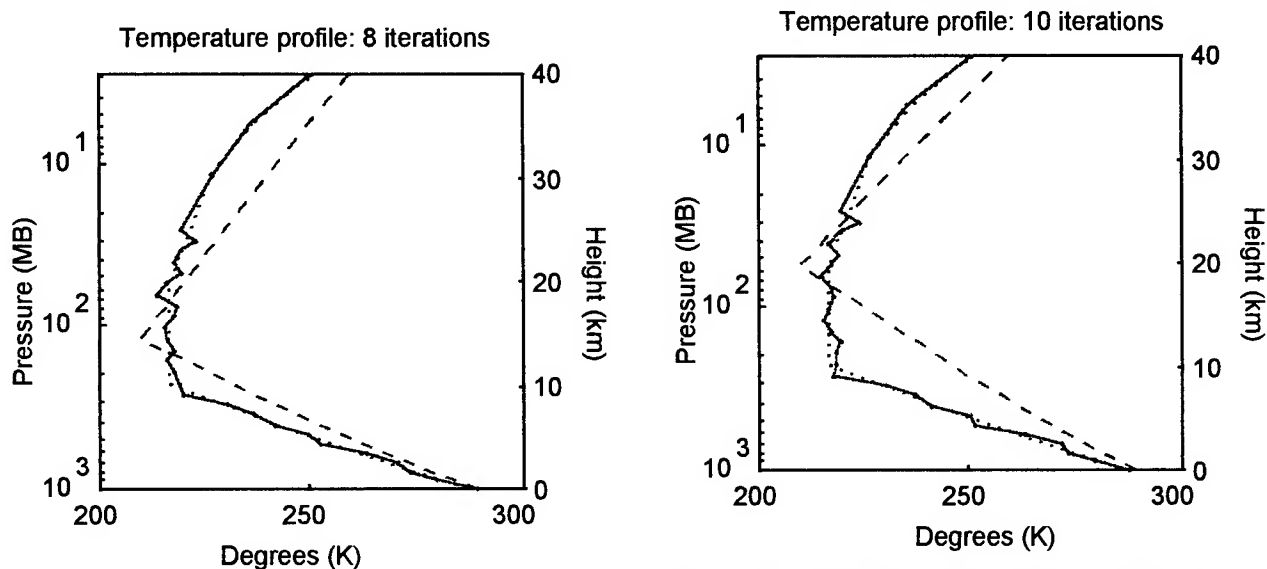 Temperature profile: 8 iterations
Pressure (MB)
10 1
10 2
10 3
200
250
300
Degrees (K)
40
30
20
10
0
Height (km)
Temperature profile: 10 iterations
Pressure (MB)
10 1
10 2
10 3
200
250
300
Degrees (K)
40
30
20
10
0
Height (km)